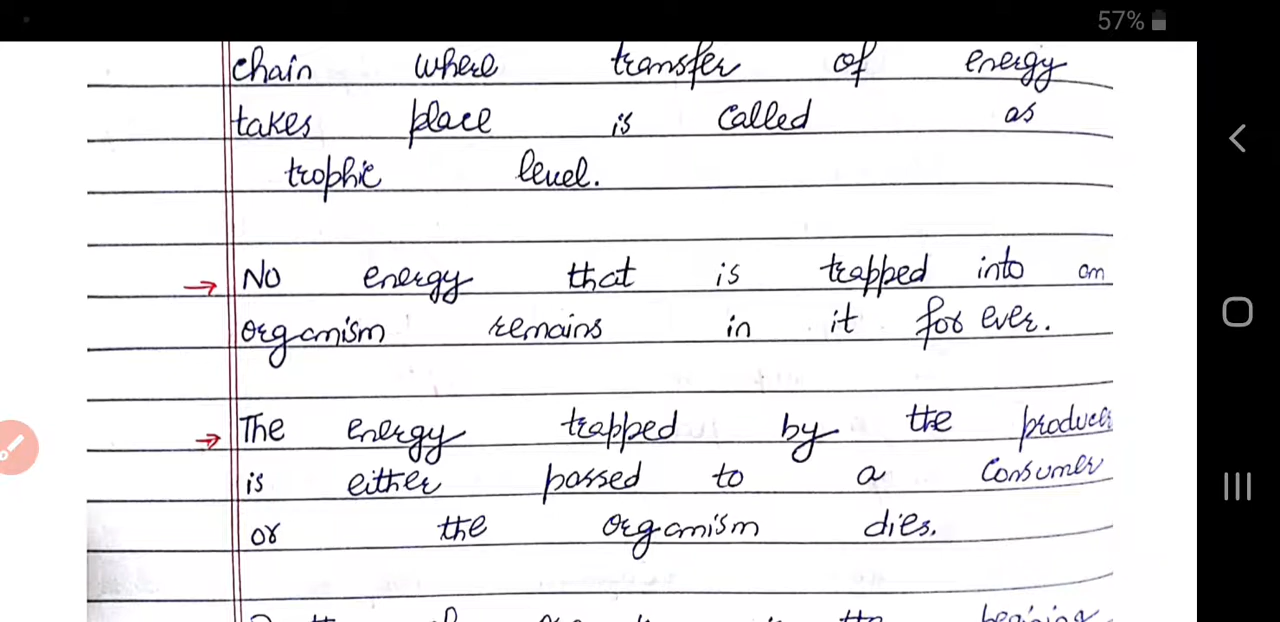 57%
chain where transfer of energy
takes place is called as
trophic level.
→ No energy that is trapped into an
organism remains in it for ever.
→ The energy trapped by the
is either passed to a consumer
or the organism dies.